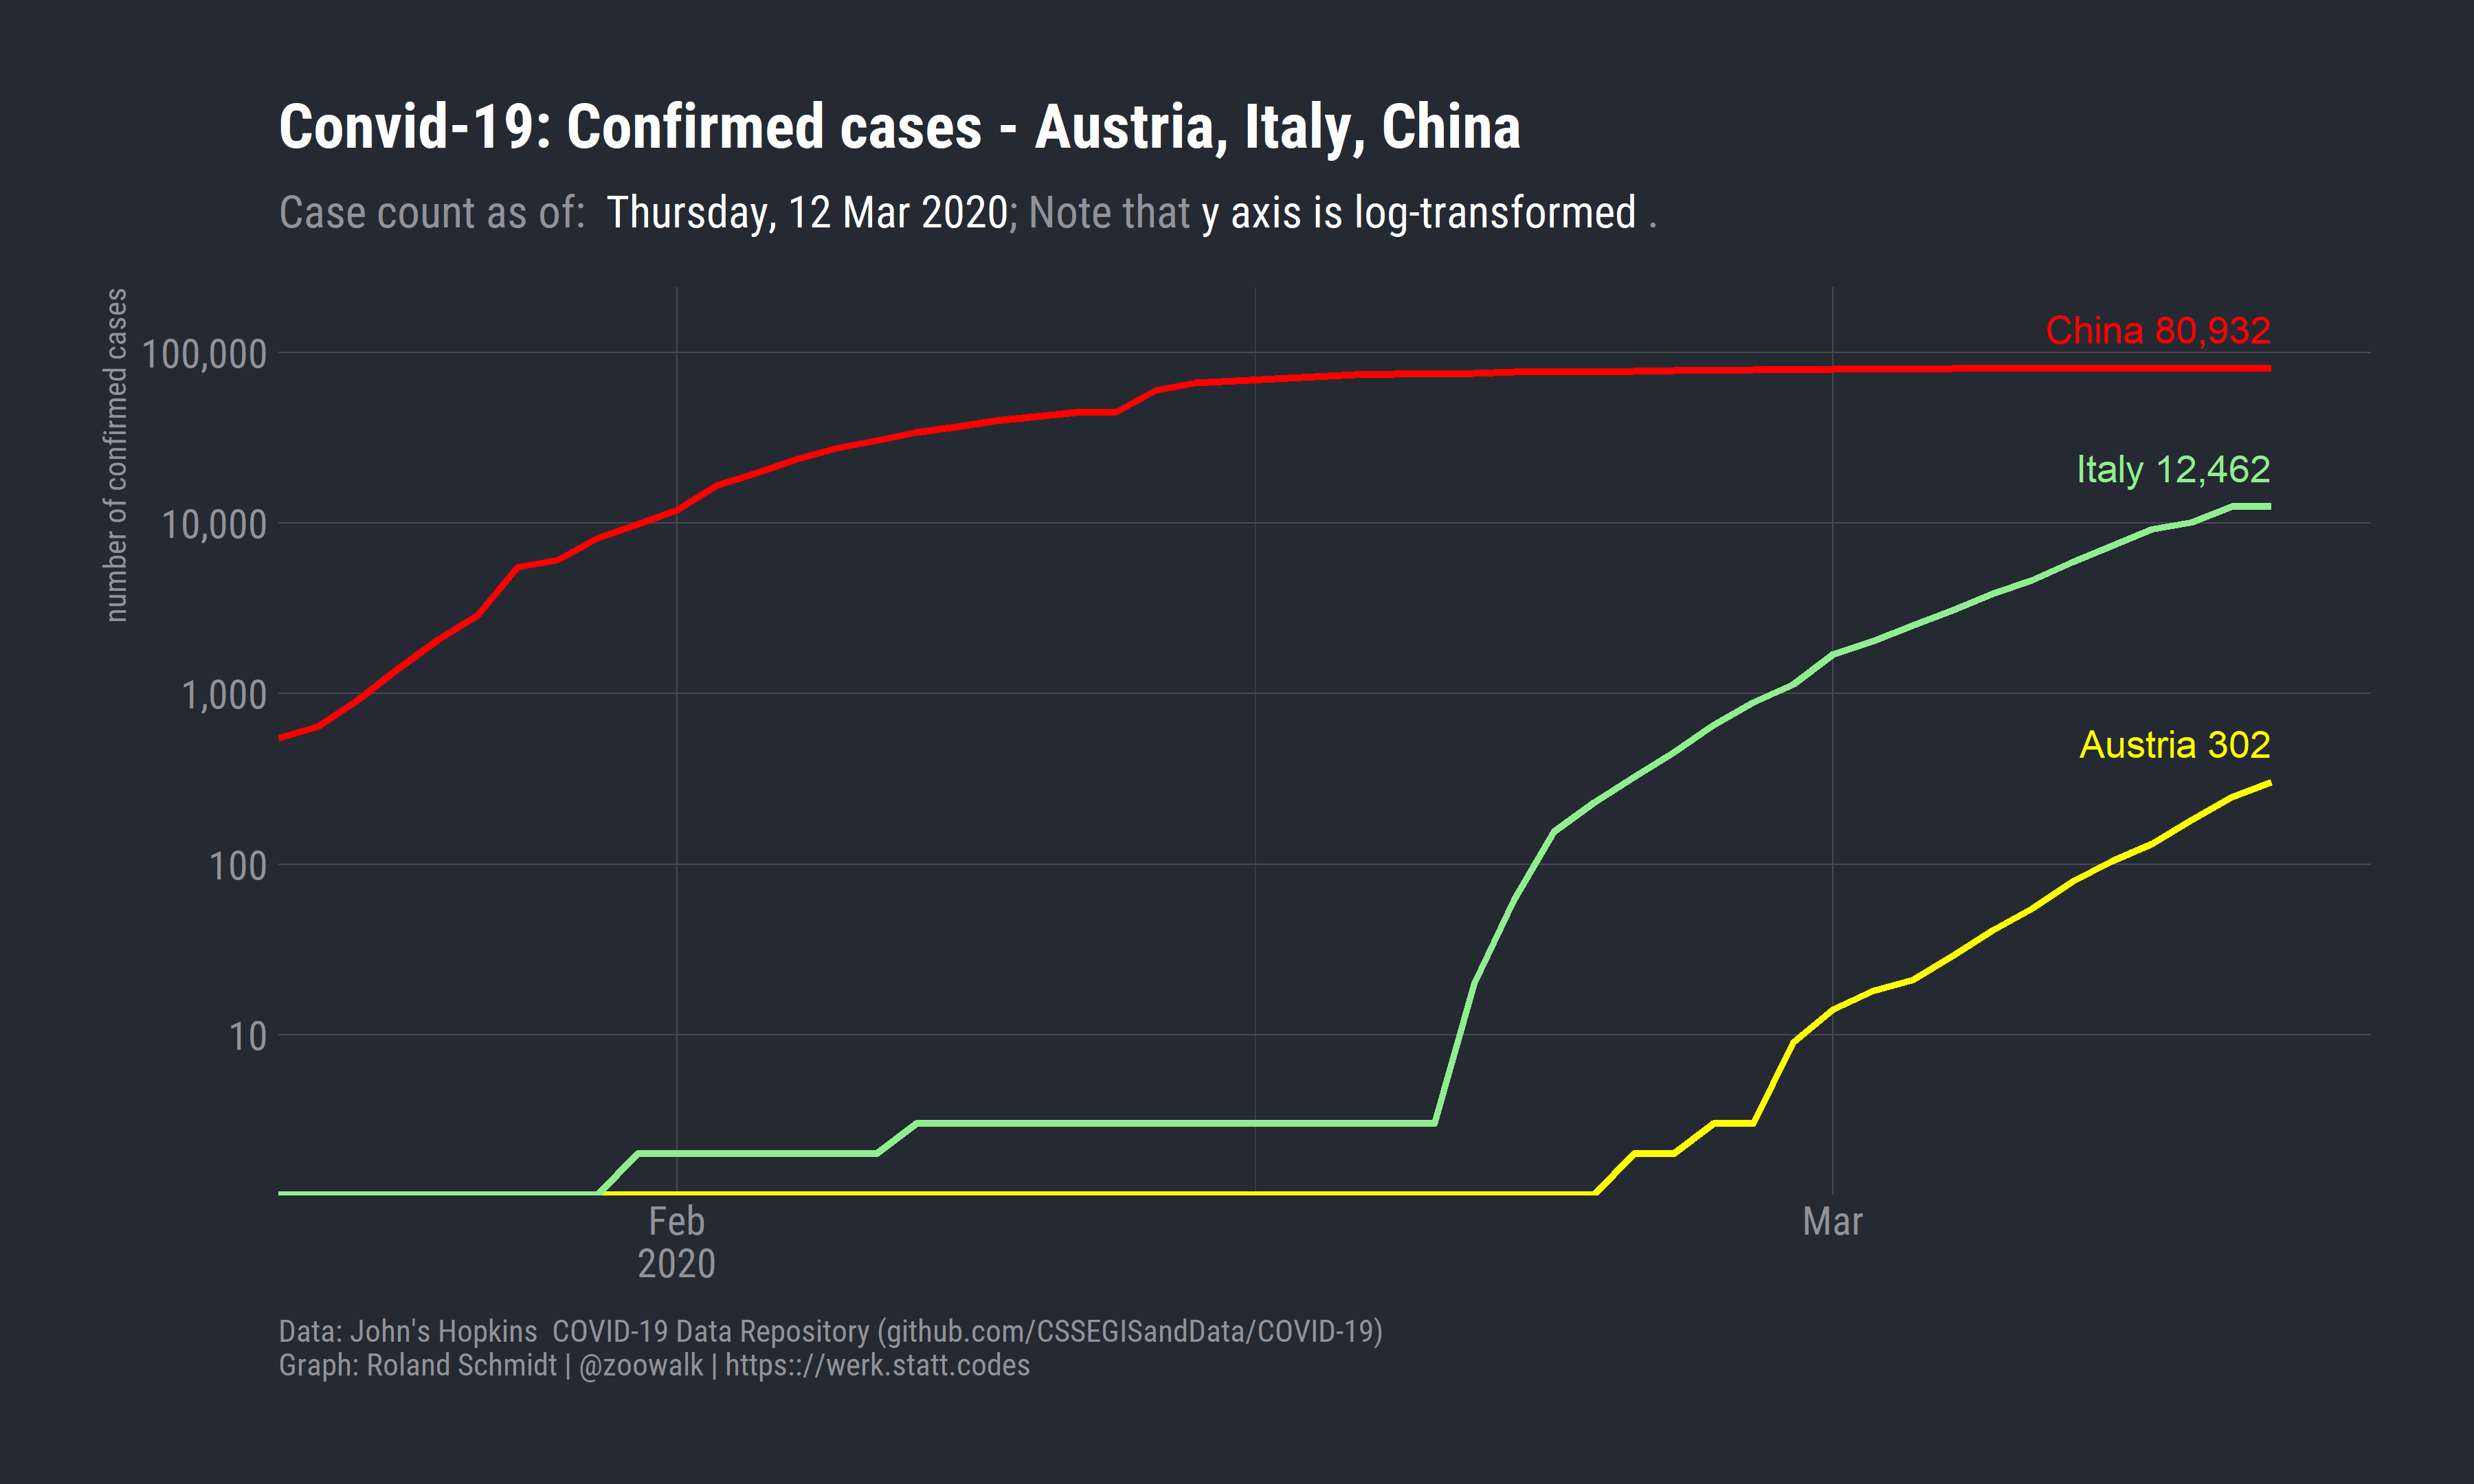 Convid-19: Confirmed cases - Austria, Italy, China
Case count as of:  Thursday, 12 Mar 2020; Note that y axis is log-transformed .
number of confirmed cases
100,000
10,000
1,000
100
10
China 80,932
Italy 12,462
Austria 302
Feb
2020
Mar
Data: John's Hopkins  COVID-19 Data Repository (github.com/CSSEGISandData/COVID-19)
Graph: Roland Schmidt | @zoowalk | https:://werk.statt.codes